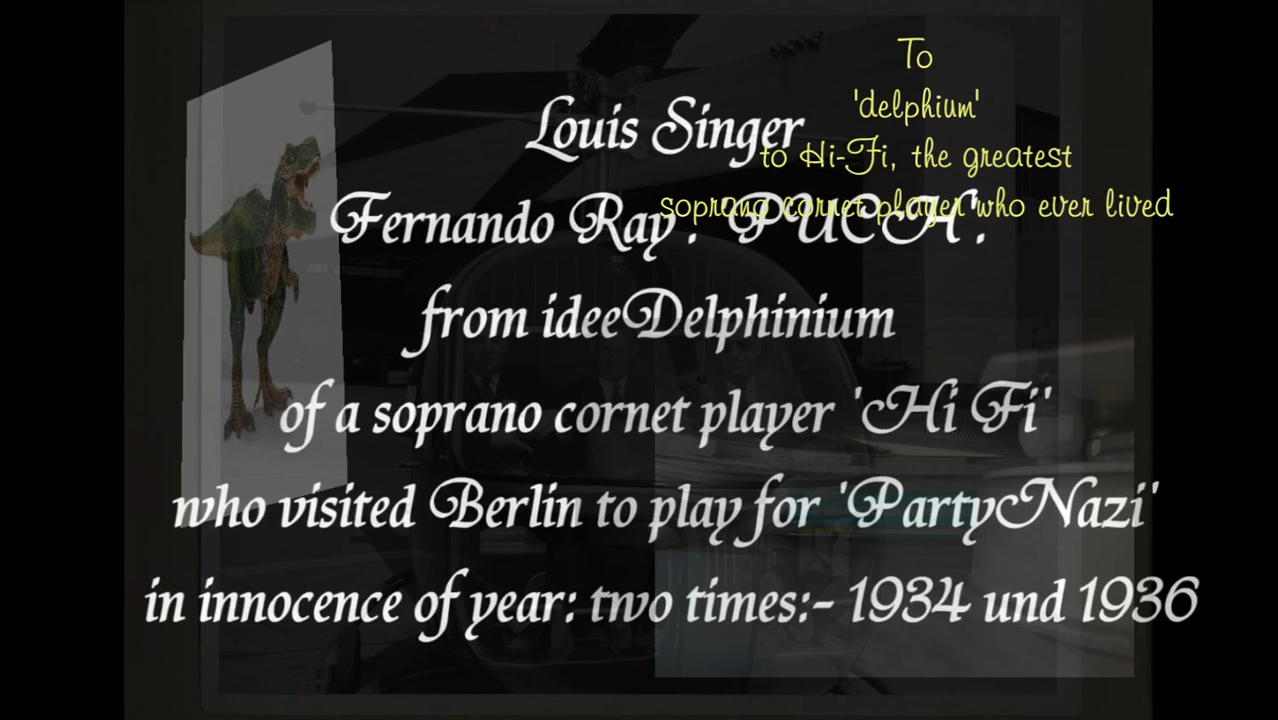 To
'delphium'
to Hi-Fi, the greatest
soprano cornet player who ever lived
Louis Singer
Fernando Ray : 'PUCCH' :
from ideeDelphinium
of a soprano cornet player 'Hi Fi'
who visited Berlin to play for 'PartyNazi'
in innocence of year: two times:- 1934 und 1936